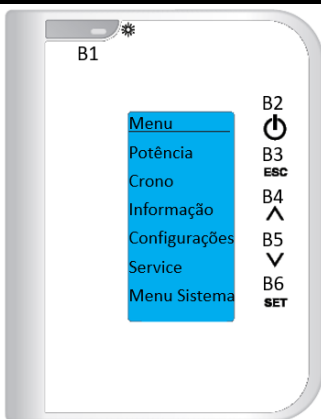 B1
Menu
Potência
Crono
Informação
Configurações
Service
Menu Sistema
B2
B3
ESC
B4
B5
B6
SET